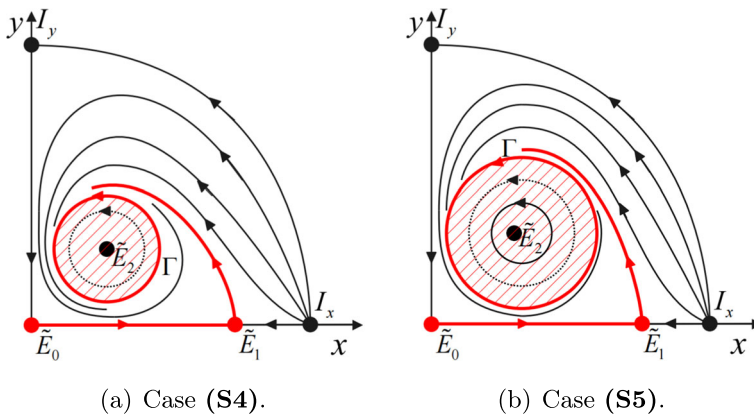 y I_y
Γ
Ẽ_2
I_x
Ẽ_0 Ẽ_1 x
(a) Case (S4).
y I_y
Γ
Ẽ_2
I_x
Ẽ_0 Ẽ_1 x
(b) Case (S5).